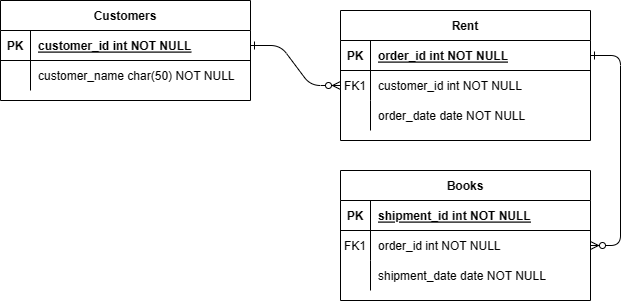 Customers
PK customer_id int NOT NULL
customer_name char(50) NOT NULL
Rent
PK order_id int NOT NULL
FK1 customer_id int NOT NULL
order_date date NOT NULL
Books
PK shipment_id int NOT NULL
FK1 order_id int NOT NULL
shipment_date date NOT NULL